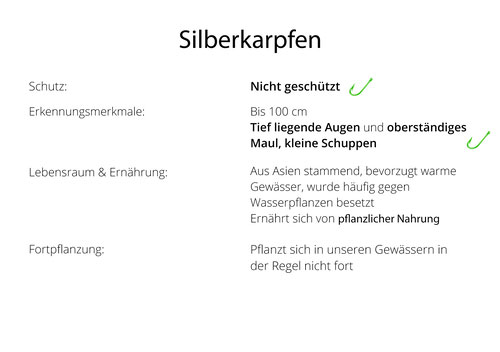 Silberkarpfen
Schutz: Nicht geschützt
Erkennungsmerkmale: Bis 100 cm
Tief liegende Augen und oberständiges
Maul, kleine Schuppen
Lebensraum & Ernährung: Aus Asien stammend, bevorzugt warme
Gewässer, wurde häufig gegen
Wasserpflanzen besetzt
Ernährt sich von pflanzlicher Nahrung
Fortpflanzung: Pflanzt sich in unseren Gewässern in
der Regel nicht fort